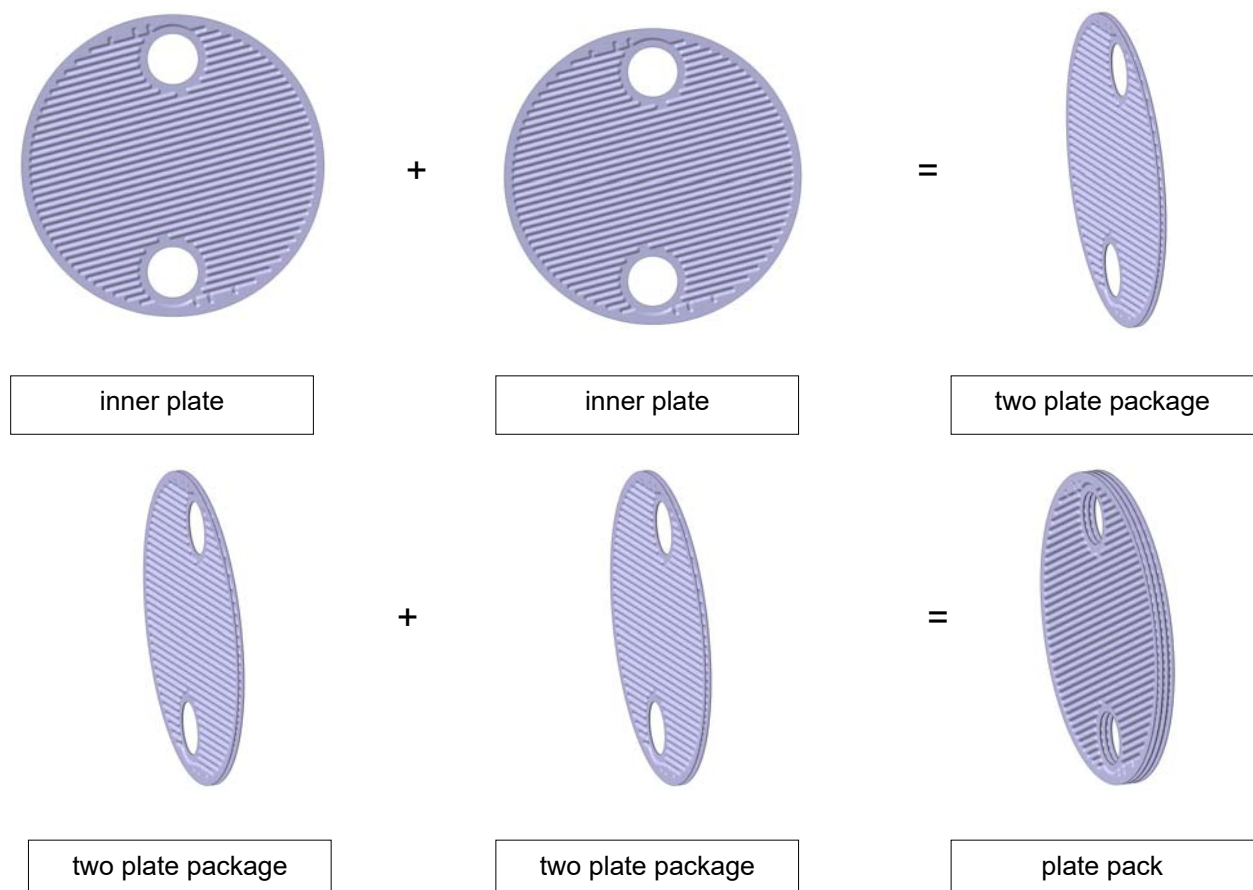 +
=
inner plate
inner plate
two plate package
+
=
two plate package
two plate package
plate pack